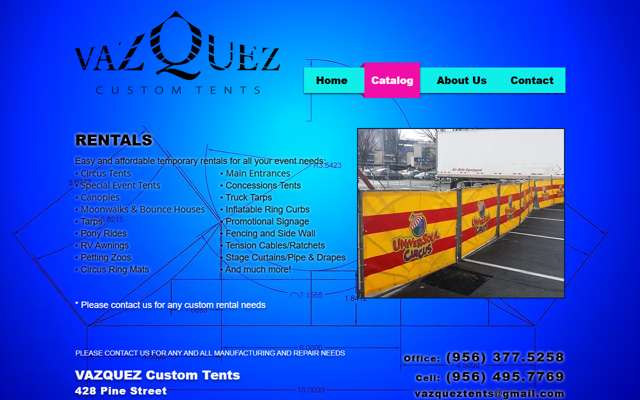 VAZQUEZ
CUSTOM TENTS
Home
Catalog
About Us
Contact
RENTALS
Easy and affordable temporary rentals for all your event needs:
• Circus Tents
• Special Event Tents
• Canopies
• Moonwalks & Bounce Houses
• Tarps
• Pony Rides
• RV Awnings
• Petting Zoos
• Circus Ring Mats
• Main Entrances
• Concessions Tents
• Truck Tarps
• Inflatable Ring Curbs
• Promotional Signage
• Fencing and Side Wall
• Tension Cables/Ratchets
• Stage Curtains/Pipe & Drapes
• And much more!
R3.5423
UNIVERSOUL
CIRCUS
* Please contact us for any custom rental needs
PLEASE CONTACT US FOR ANY AND ALL MANUFACTURING AND REPAIR NEEDS
VAZQUEZ Custom Tents
428 Pine Street
Office: (956) 377.5258
Cell: (956) 495.7769
vazqueztents@gmail.com